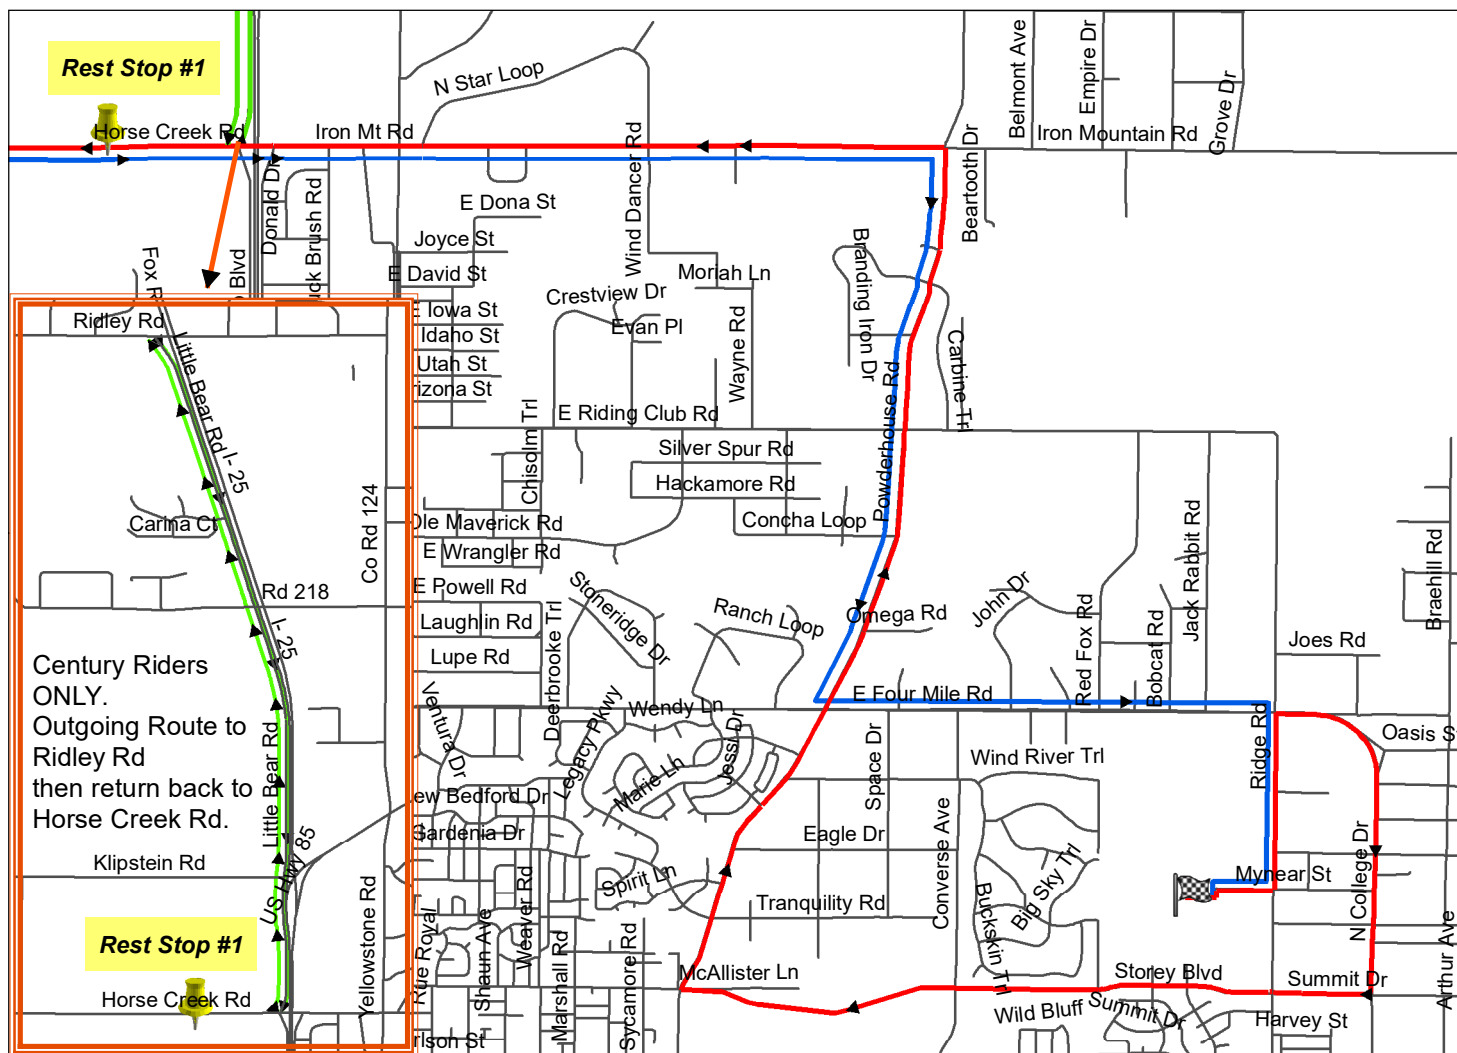 Rest Stop #1
N Star Loop
Horse Creek Rd
Iron Mt Rd
Belmont Ave
Empire Dr
Iron Mountain Rd
Grove Dr
Beartooth Dr
Donald Dr
Wind Dancer Rd
E Dona St
Joyce St
Moriah Ln
E David St
Crestview Dr
Branding Iron Dr
Blvd
uck Brush Rd
Fox R
Ridley Rd
E Iowa St
Idaho St
Evan Pl
Utah St
rizona St
Wayne Rd
Carbine Trl
Powderhouse Rd
Little Bear Rd
I- 25
E Riding Club Rd
Chisolm Trl
Silver Spur Rd
Hackamore Rd
Concha Loop
Carina Ct
Co Rd 124
Ole Maverick Rd
E Wrangler Rd
Jack Rabbit Rd
Braehill Rd
Rd 218
E Powell Rd
Stoneridge Dr
Ranch Loop
Omega Rd
John Dr
Laughlin Rd
Lupe Rd
Deerbrooke Trl
Red Fox Rd
Bobcat Rd
Joes Rd
I- 25
Century Riders
ONLY.
Outgoing Route to
Ridley Rd
then return back to
Horse Creek Rd.
E Four Mile Rd
Wendy Ln
Ventura Dr
Legacy Pkwy
Jessi Dr
Marie Ln
Space Dr
Wind River Trl
Ridge Rd
Oasis St
Little Bear Rd
US Hwy 85
ew Bedford Dr
Gardenia Dr
Eagle Dr
Klipstein Rd
Spirit Ln
Tranquility Rd
Converse Ave
Big Sky Trl
Buckskin Trl
Mynear St
N College Dr
Arthur Ave
Rest Stop #1
Yellowstone Rd
Rue Royal
Shaun Ave
Weaver Rd
Marshall Rd
Sycamore Rd
McAllister Ln
Storey Blvd
Summit Dr
Horse Creek Rd
Wild Bluff
Summit Dr
Harvey St
rlson St